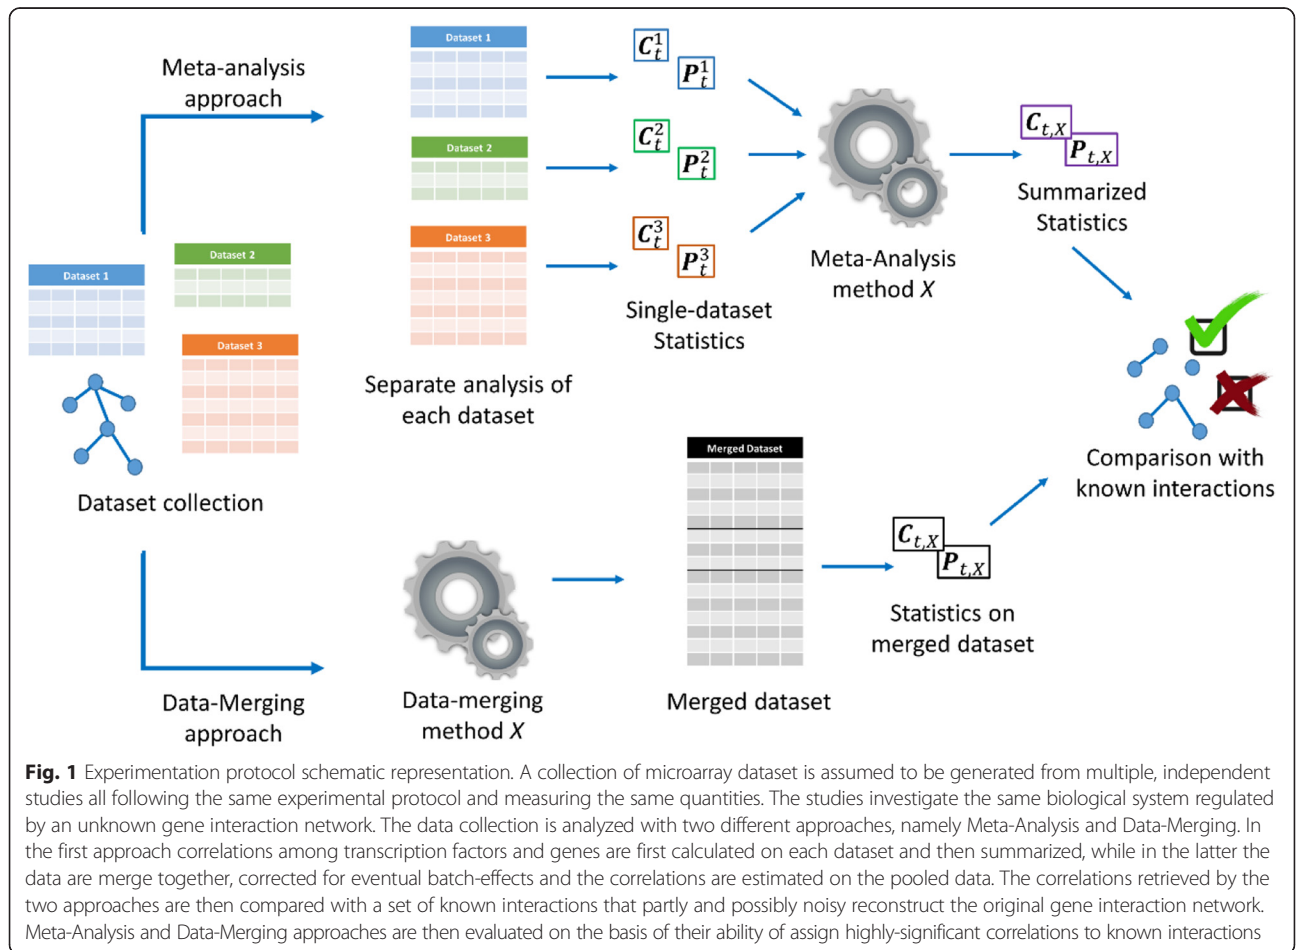 Meta-analysis
approach
Dataset 1
Dataset 2
Dataset 3
Dataset collection
Dataset 1
Dataset 2
Dataset 3
Separate analysis of
each dataset
C_t^1
P_t^1
C_t^2
P_t^2
C_t^3
P_t^3
Single-dataset
Statistics
Meta-Analysis
method X
C_{t,X}
P_{t,X}
Summarized
Statistics
Comparison with
known interactions
Data-Merging
approach
Data-merging
method X
Merged Dataset
Merged dataset
C_{t,X}
P_{t,X}
Statistics on
merged dataset
Fig. 1 Experimentation protocol schematic representation. A collection of microarray dataset is assumed to be generated from multiple, independent
studies all following the same experimental protocol and measuring the same quantities. The studies investigate the same biological system regulated
by an unknown gene interaction network. The data collection is analyzed with two different approaches, namely Meta-Analysis and Data-Merging. In
the first approach correlations among transcription factors and genes are first calculated on each dataset and then summarized, while in the latter the
data are merge together, corrected for eventual batch-effects and the correlations are estimated on the pooled data. The correlations retrieved by the
two approaches are then compared with a set of known interactions that partly and possibly noisy reconstruct the original gene interaction network.
Meta-Analysis and Data-Merging approaches are then evaluated on the basis of their ability of assign highly-significant correlations to known interactions